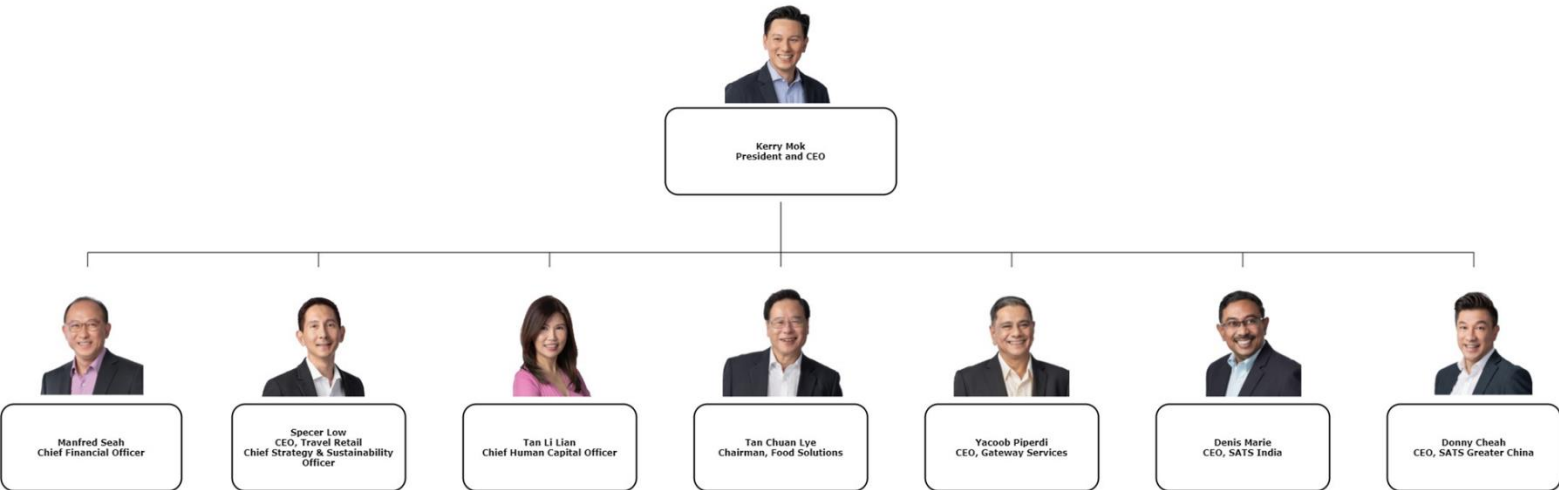 Kerry Mok
President and CEO
Manfred Seah
Chief Financial Officer
Specer Low
CEO, Travel Retail
Chief Strategy & Sustainability
Officer
Tan Li Lian
Chief Human Capital Officer
Tan Chuan Lye
Chairman, Food Solutions
Yacoob Piperdi
CEO, Gateway Services
Denis Marie
CEO, SATS India
Donny Cheah
CEO, SATS Greater China